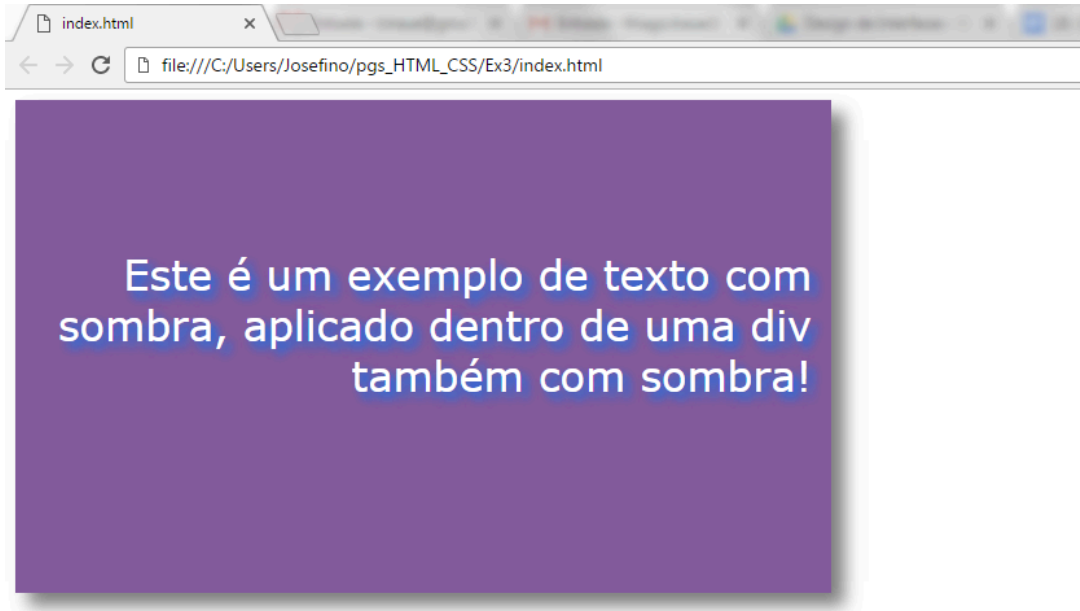 index.html
file:///C:/Users/Josefino/pgs_HTML_CSS/Ex3/index.html
Este é um exemplo de texto com
sombra, aplicado dentro de uma div
também com sombra!